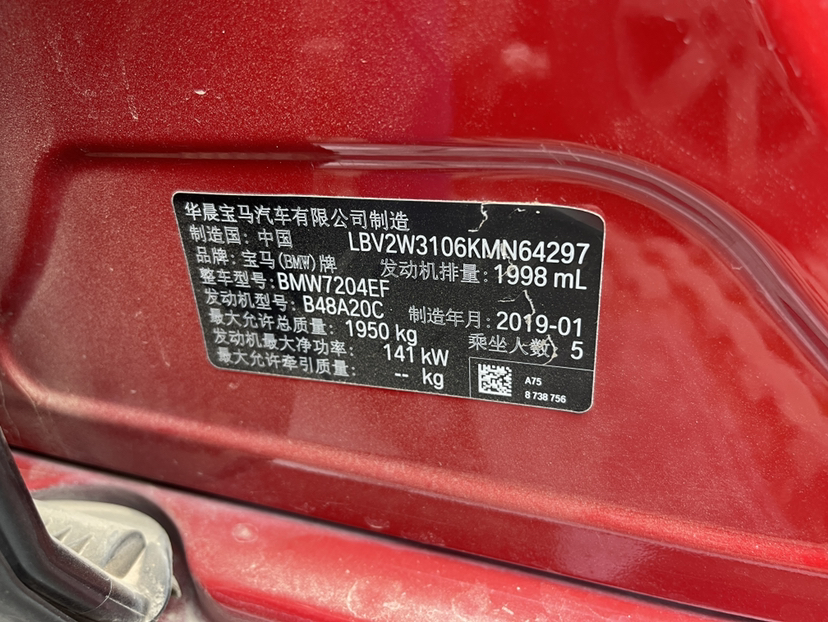 华晨宝马汽车有限公司制造
制造国：中国 LBV2W3106KMN64297
品牌：宝马(BMW)牌 发动机排量：1998 mL
整车型号：BMW7204EF
发动机型号：B48A20C 制造年月：2019-01
最大允许总质量：1950 kg 乘坐人数：5
发动机最大净功率： 141 kW
最大允许牵引质量： -- kg
A75
8 738 756